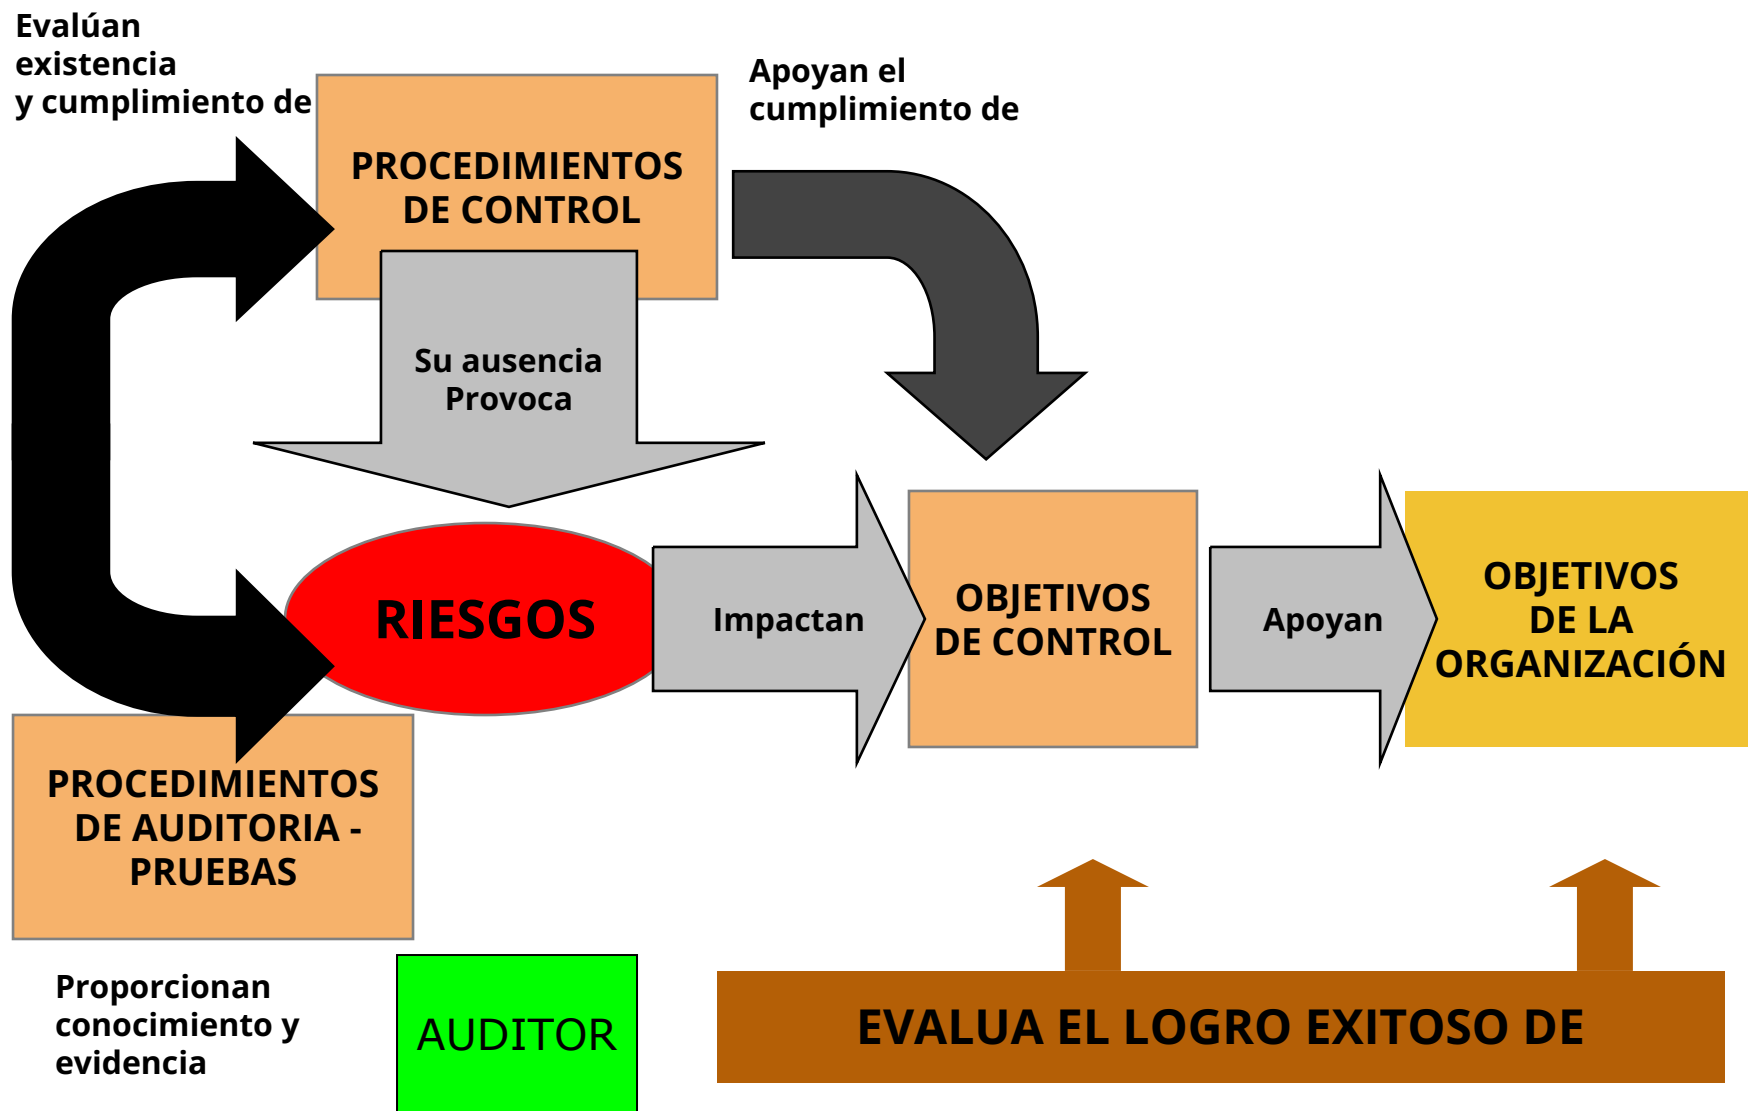 Evalúan
existencia
y cumplimiento de
Apoyan el
cumplimiento de
PROCEDIMIENTOS
DE CONTROL
Su ausencia
Provoca
RIESGOS
Impactan
OBJETIVOS
DE CONTROL
Apoyan
OBJETIVOS
DE LA
ORGANIZACIÓN
PROCEDIMIENTOS
DE AUDITORIA -
PRUEBAS
Proporcionan
conocimiento y
evidencia
AUDITOR
EVALUA EL LOGRO EXITOSO DE